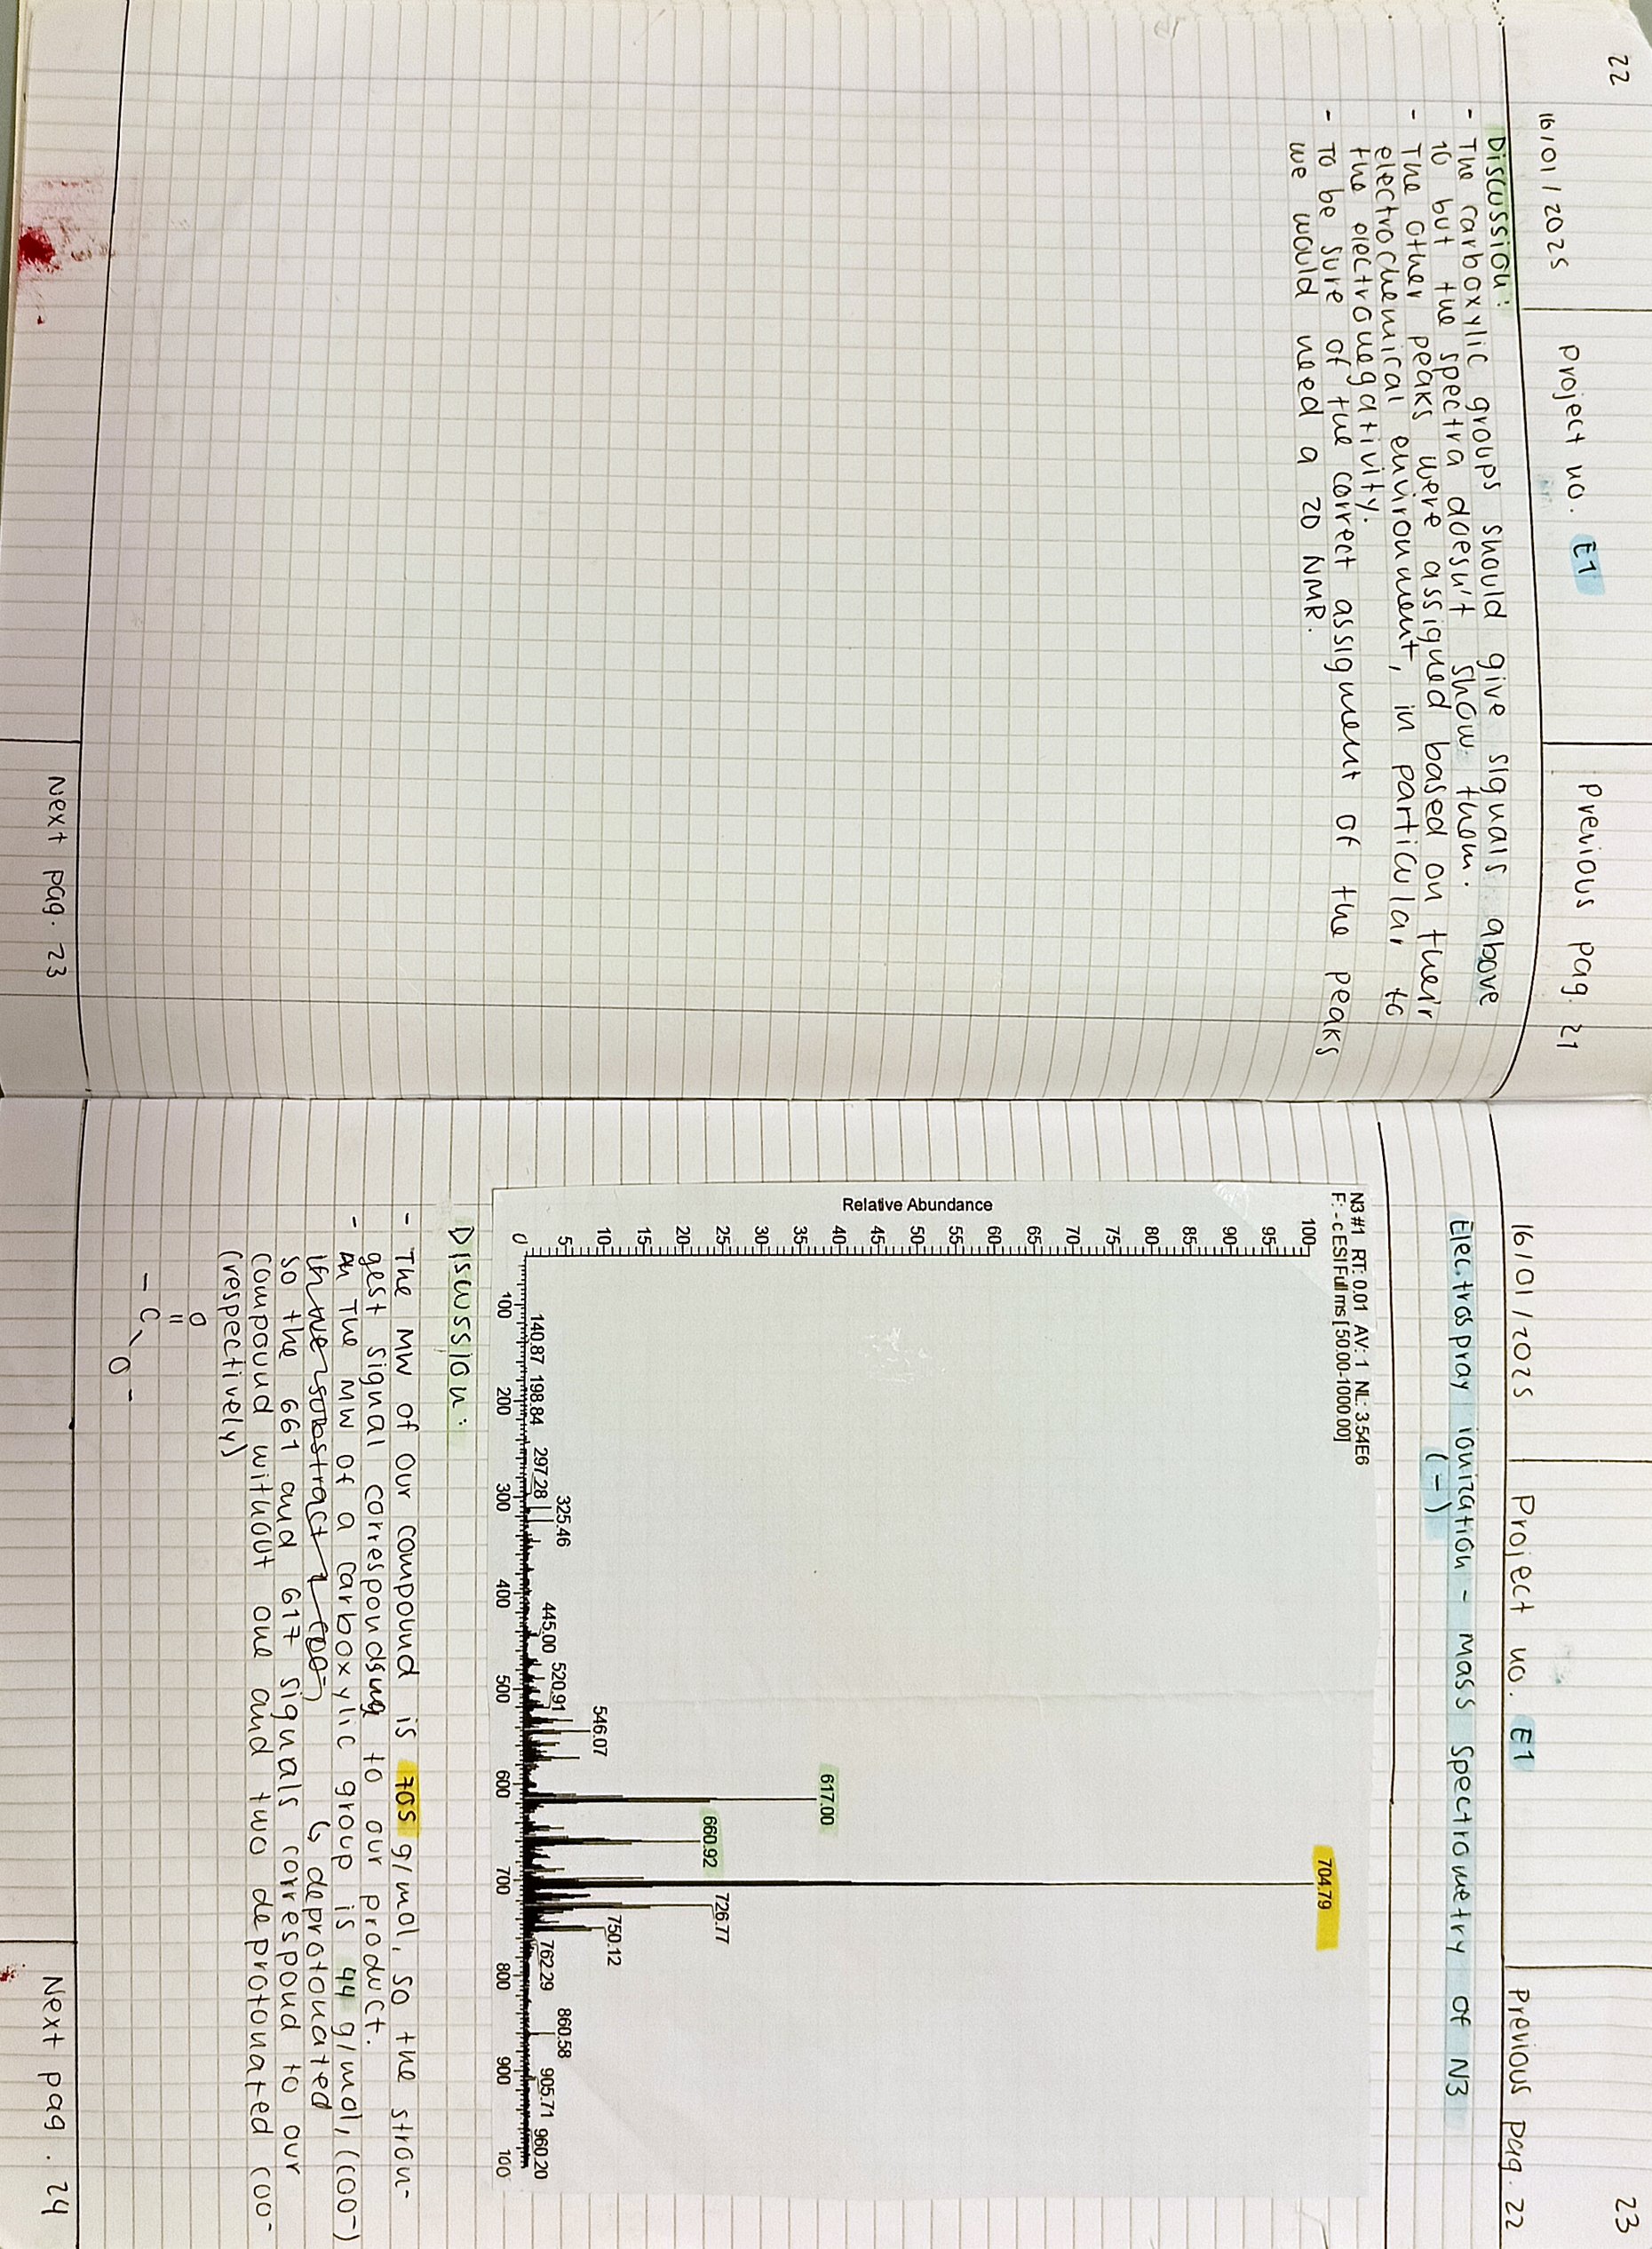 22
16/01/2025
Project no. E1
Previous pag. 21
Discussion:
- The carboxylic groups should give signals above
10 but the spectra doesn't show them.
- The other peaks were assigned based on their
electrochemical environment, in particular to
the electronegativity.
- To be sure of the correct assignment of the peaks
we would need a 2D NMR.
Next pag. 23
23
16/01/2025
Project no. E1
Previous pag. 22
Electrospray ionization - Mass Spectrometry of N3
(-)
N3 #1 RT: 0.01 AV: 1 NL: 3.54E6
F: - c ESI Full ms [50.00-1000.00]
704.79
617.00
660.92
726.77
750.12
546.07
325.46
520.91
860.58
140.87 198.84 297.28 445.00 762.29 905.71 960.20
Relative Abundance
100
95
90
85
80
75
70
65
60
55
50
45
40
35
30
25
20
15
10
5
0
100 200 300 400 500 600 700 800 900 100
Discussion:
- The MW of our compound is 705 g/mol, so the stron-
gest signal corresponding to our product.
- The MW of a carboxylic group is 44 g/mol, (COO⁻)
substract 1 COO⁻, ↳ deprotonated
so the 661 and 617 signals correspond to our
compound without one and two deprotonated COO⁻
(respectively)
O
=
- C
\ O⁻
Next pag. 24